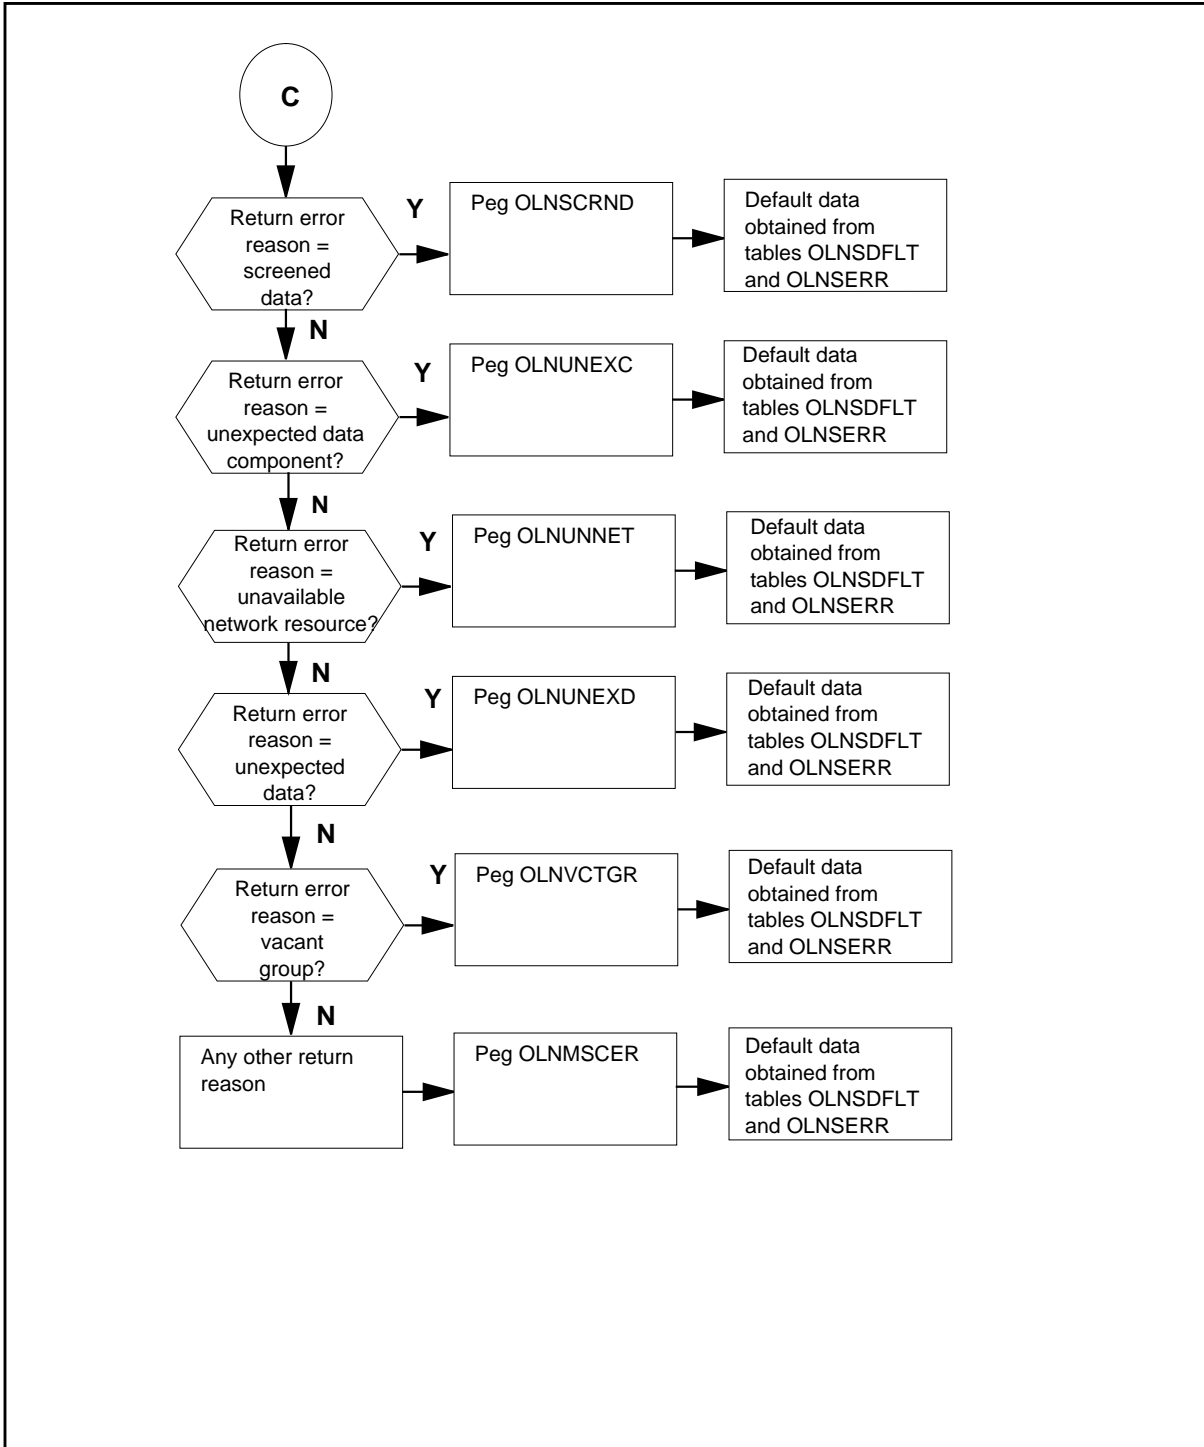 C
Return error
reason =
screened
data?
Y
Peg OLNSCRND
Default data
obtained from
tables OLNSDFLT
and OLNSERR
N
Return error
reason =
unexpected data
component?
Y
Peg OLNUNEXC
Default data
obtained from
tables OLNSDFLT
and OLNSERR
N
Return error
reason =
unavailable
network resource?
Y
Peg OLNUNNET
Default data
obtained from
tables OLNSDFLT
and OLNSERR
N
Return error
reason =
unexpected
data?
Y
Peg OLNUNEXD
Default data
obtained from
tables OLNSDFLT
and OLNSERR
N
Return error
reason =
vacant
group?
Y
Peg OLNVCTGR
Default data
obtained from
tables OLNSDFLT
and OLNSERR
N
Any other return
reason
Peg OLNMSCER
Default data
obtained from
tables OLNSDFLT
and OLNSERR